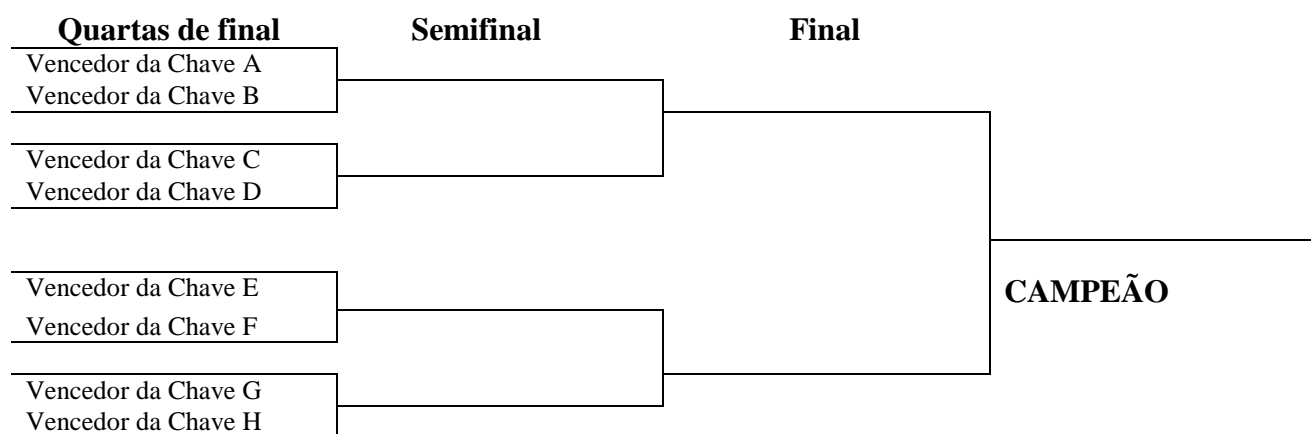 Quartas de final Semifinal Final
Vencedor da Chave A
Vencedor da Chave B
Vencedor da Chave C
Vencedor da Chave D
Vencedor da Chave E
CAMPEÃO
Vencedor da Chave F
Vencedor da Chave G
Vencedor da Chave H